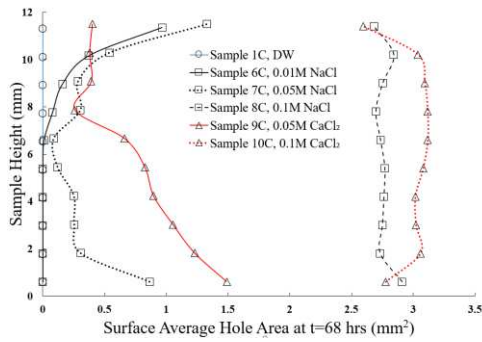 12
10
8
6
4
2
0
Sample Height (mm)
Sample 1C, DW
Sample 6C, 0.01M NaCl
Sample 7C, 0.05M NaCl
Sample 8C, 0.1M NaCl
Sample 9C, 0.05M CaCl₂
Sample 10C, 0.1M CaCl₂
0 0.5 1 1.5 2 2.5 3 3.5
Surface Average Hole Area at t=68 hrs (mm²)